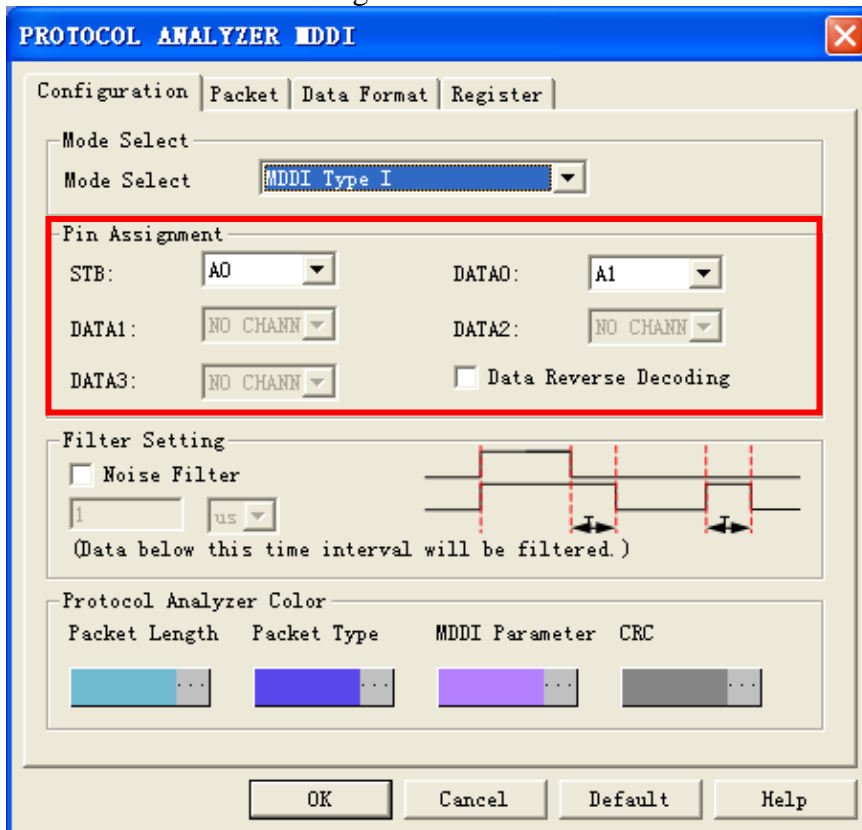 PROTOCOL ANALYZER MDDI
Configuration Packet Data Format Register
Mode Select
Mode Select MDDI Type I
Pin Assignment
STB: A0 DATA0: A1
DATA1: NO CHANN DATA2: NO CHANN
DATA3: NO CHANN Data Reverse Decoding
Filter Setting
Noise Filter
1 us
T T
(Data below this time interval will be filtered.)
Protocol Analyzer Color
Packet Length Packet Type MDDI Parameter CRC
... ... ... ...
OK Cancel Default Help